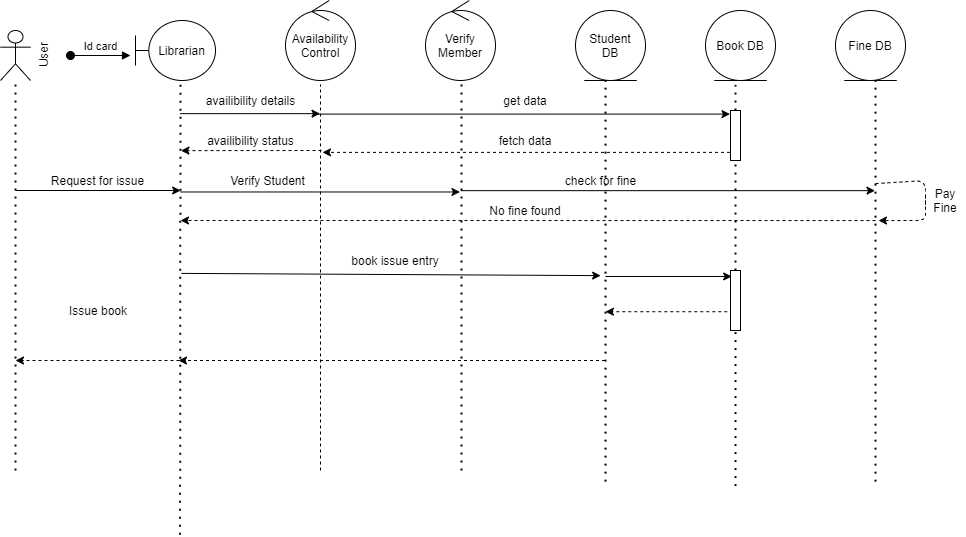 User
Id card
Librarian
Availability
Control
Verify
Member
Student
DB
Book DB
Fine DB
availibility details
get data
availibility status
fetch data
Request for issue
Verify Student
check for fine
Pay
Fine
No fine found
book issue entry
Issue book